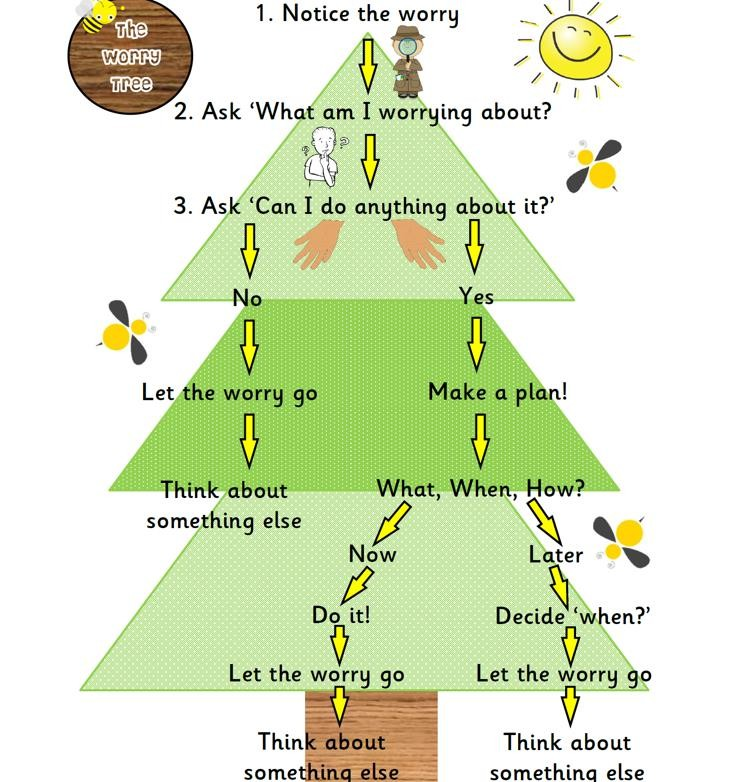 The
Worry
Tree
1. Notice the worry
2. Ask ‘What am I worrying about?
? ?
3. Ask ‘Can I do anything about it?’
No Yes
Let the worry go Make a plan!
Think about
something else
What, When, How?
Now Later
Do it! Decide ‘when?’
Let the worry go Let the worry go
Think about
something else
Think about
something else